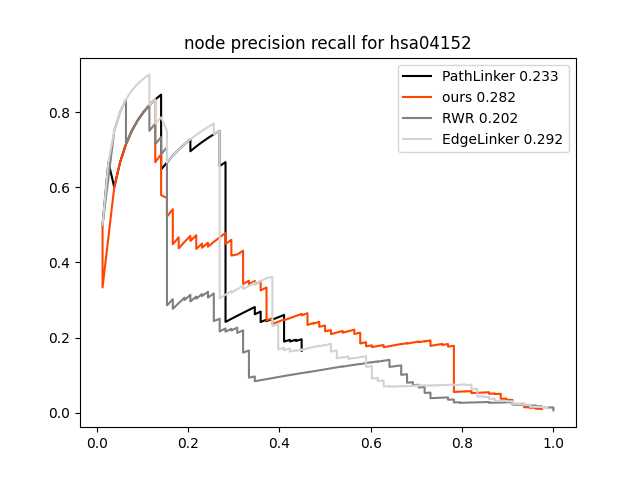 node precision recall for hsa04152
PathLinker 0.233
ours 0.282
RWR 0.202
EdgeLinker 0.292
0.8
0.6
0.4
0.2
0.0
0.0 0.2 0.4 0.6 0.8 1.0